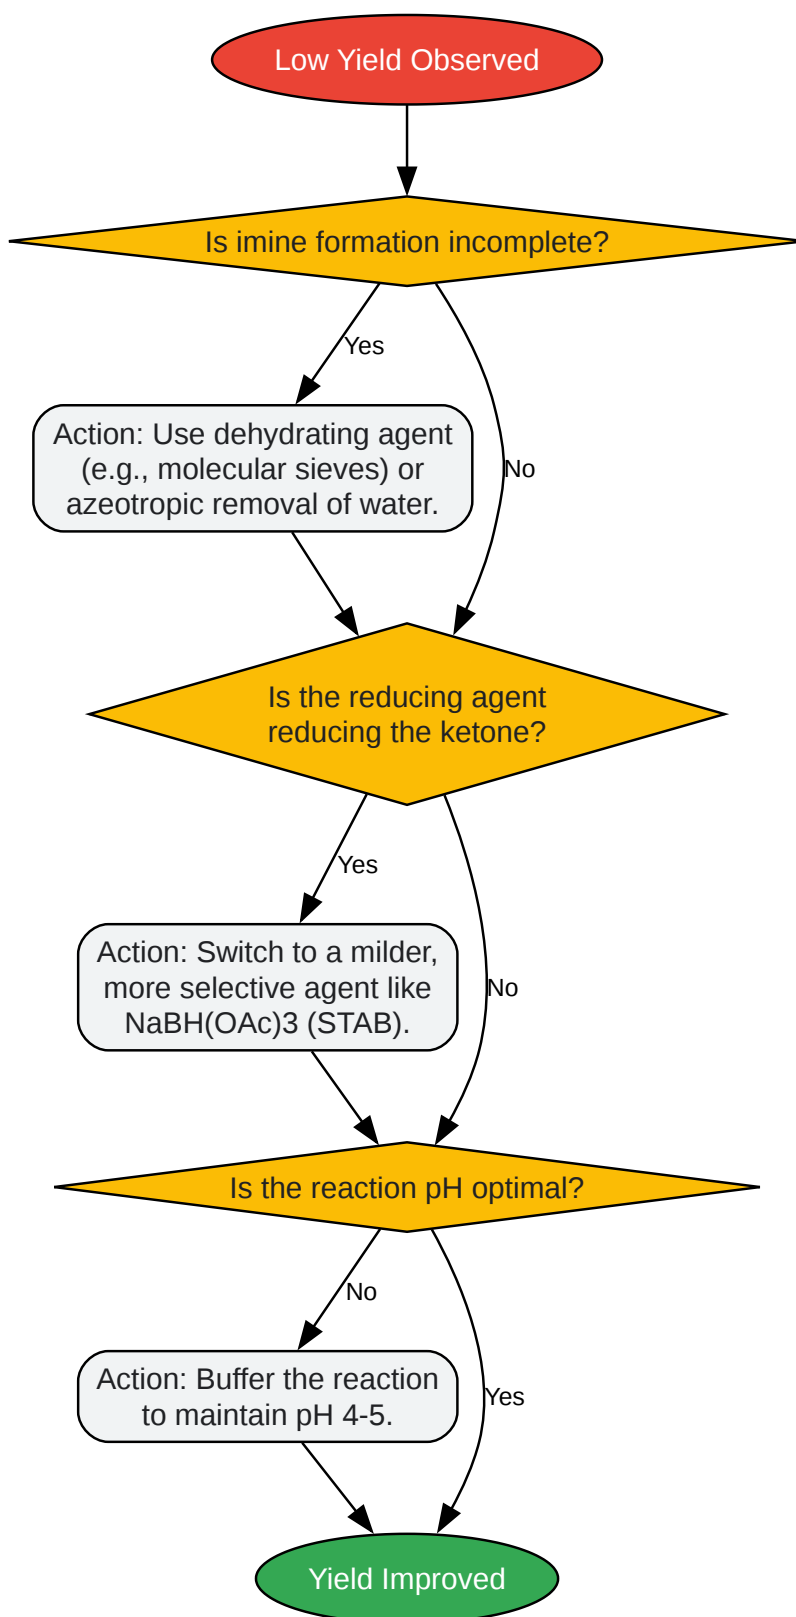 Low Yield Observed
Is imine formation incomplete?
Yes
Action: Use dehydrating agent
(e.g., molecular sieves) or
azeotropic removal of water.
No
Is the reducing agent
reducing the ketone?
Yes
Action: Switch to a milder,
more selective agent like
NaBH(OAc)3 (STAB).
No
Is the reaction pH optimal?
No
Action: Buffer the reaction
to maintain pH 4-5.
Yes
Yield Improved